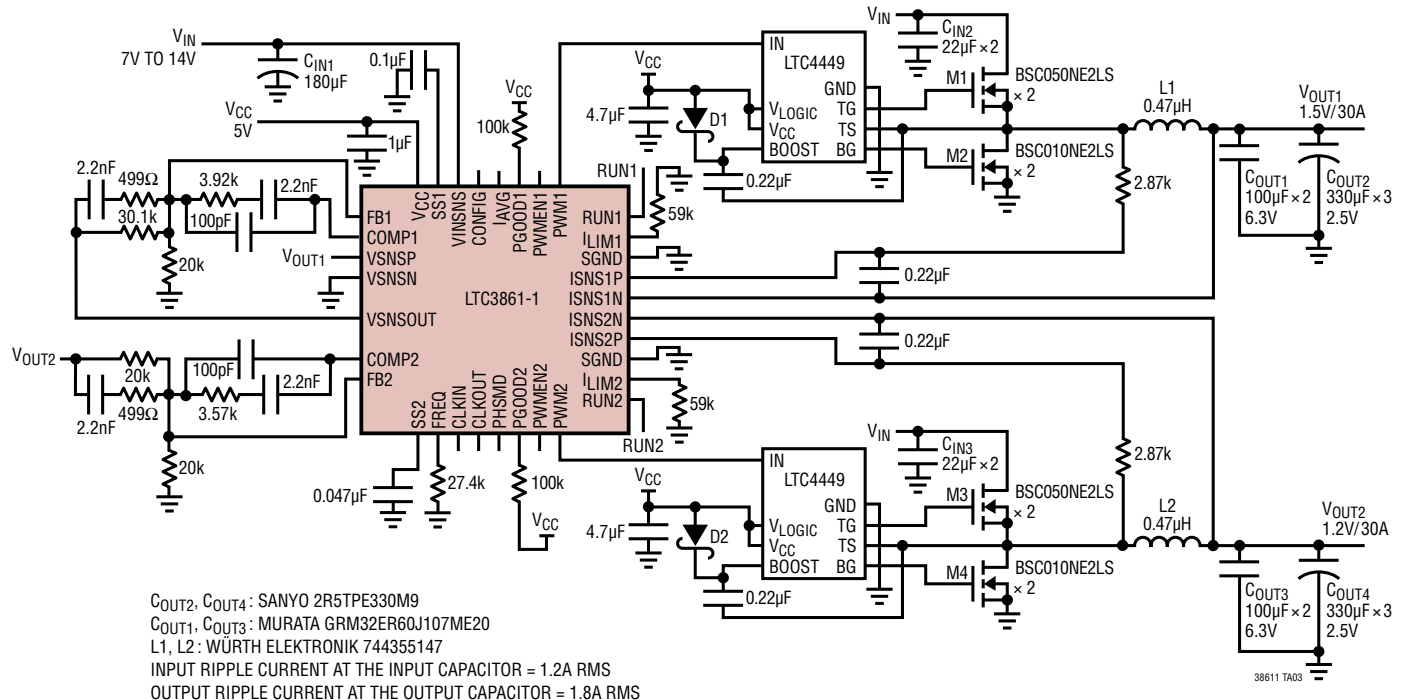 V_IN
7V TO 14V
C_IN1
180µF
0.1µF
V_CC
5V
1µF
V_CC
100k
2.2nF
499Ω
3.92k
2.2nF
30.1k
100pF
20k
V_OUT1
FB1
COMP1
VSNSP
VSNSN
VSNSOUT
COMP2
FB2
V_CC
SS1
VINSNS
CONFIG
I_AVG
PGOOD1
PWMEN1
PWM1
LTC3861-1
RUN1
I_LIM1
SGND
ISNS1P
ISNS1N
ISNS2N
ISNS2P
SGND
I_LIM2
RUN2
SS2
FREQ
CLKIN
CLKOUT
PHSMD
PGOOD2
PWMEN2
PWM2
RUN1
59k
59k
RUN2
V_OUT2
20k
100pF
2.2nF
499Ω
3.57k
2.2nF
20k
0.047µF
27.4k
100k
V_CC
V_CC
4.7µF
D1
0.22µF
IN
LTC4449
GND
V_LOGIC
TG
V_CC
TS
BOOST
BG
V_IN
C_IN2
22µF × 2
M1
BSC050NE2LS
× 2
M2
BSC010NE2LS
× 2
L1
0.47µH
V_OUT1
1.5V/30A
2.87k
C_OUT1
100µF × 2
6.3V
C_OUT2
330µF × 3
2.5V
0.22µF
0.22µF
V_CC
4.7µF
D2
0.22µF
IN
LTC4449
GND
V_LOGIC
TG
V_CC
TS
BOOST
BG
V_IN
C_IN3
22µF × 2
M3
BSC050NE2LS
× 2
M4
BSC010NE2LS
× 2
2.87k
L2
0.47µH
V_OUT2
1.2V/30A
C_OUT3
100µF × 2
6.3V
C_OUT4
330µF × 3
2.5V
C_OUT2, C_OUT4: SANYO 2R5TPE330M9
C_OUT1, C_OUT3: MURATA GRM32ER60J107ME20
L1, L2: WÜRTH ELEKTRONIK 744355147
INPUT RIPPLE CURRENT AT THE INPUT CAPACITOR = 1.2A RMS
OUTPUT RIPPLE CURRENT AT THE OUTPUT CAPACITOR = 1.8A RMS
38611 TA03